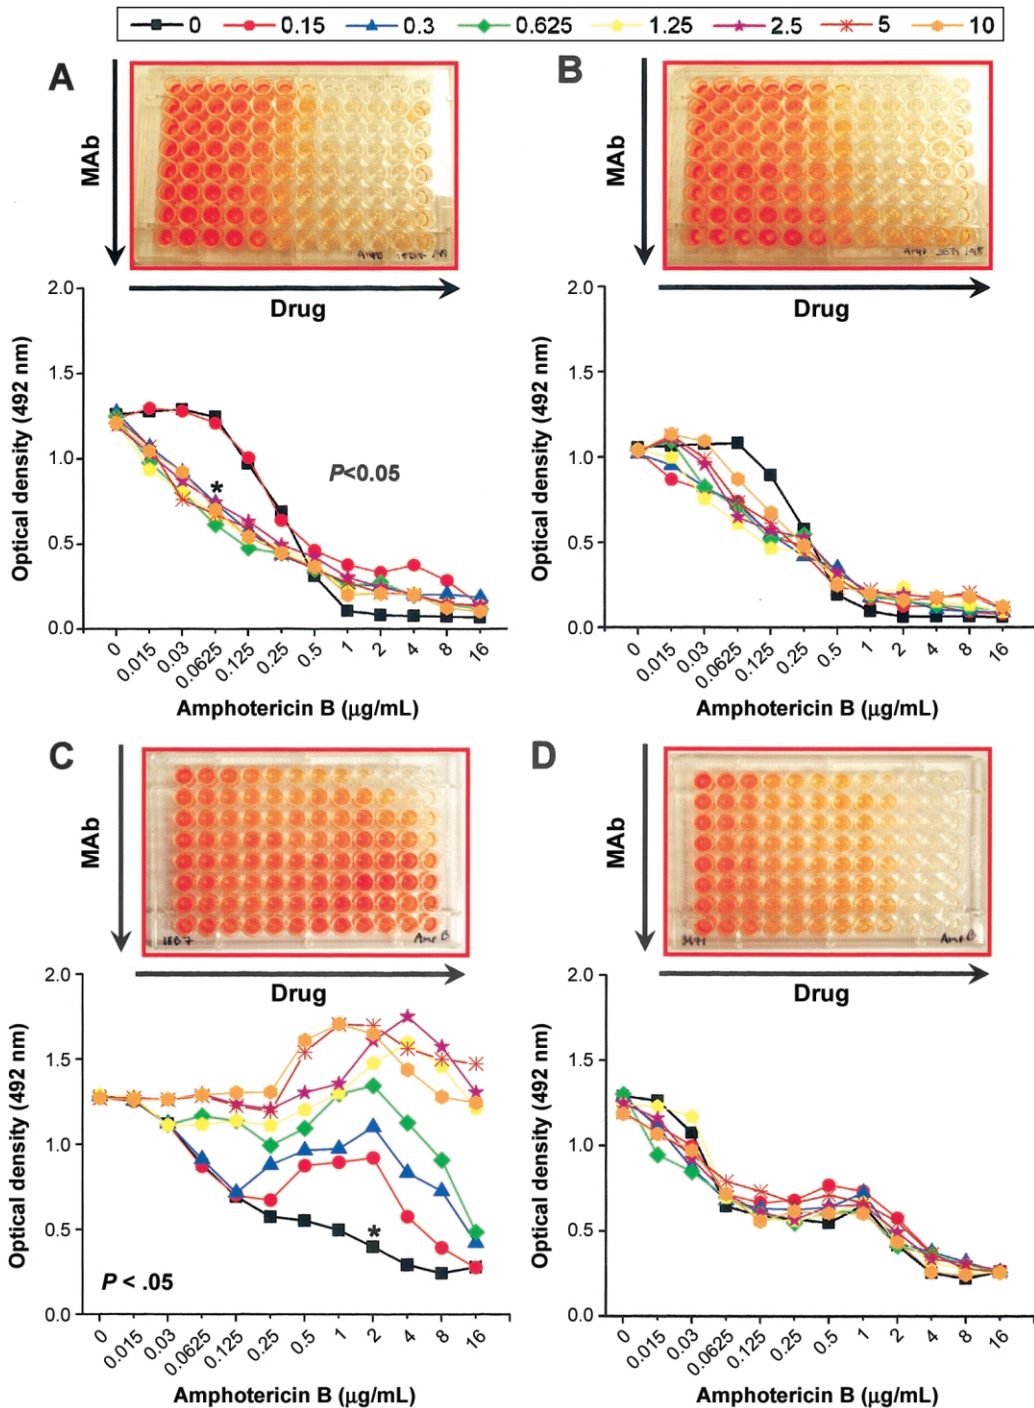 0 0.15 0.3 0.625 1.25 2.5 5 10
A
MAb
Drug
2.0
1.5
1.0
0.5
0.0
Optical density (492 nm)
P<0.05
*
0 0.015 0.03 0.0625 0.125 0.25 0.5 1 2 4 8 16
Amphotericin B (μg/mL)
B
MAb
Drug
2.0
1.5
1.0
0.5
0.0
Optical density (492 nm)
0 0.015 0.03 0.0625 0.125 0.25 0.5 1 2 4 8 16
Amphotericin B (μg/mL)
C
MAb
18B7 Amp B
Drug
2.0
1.5
1.0
0.5
0.0
Optical density (492 nm)
*
P < .05
0 0.015 0.03 0.0625 0.125 0.25 0.5 1 2 4 8 16
Amphotericin B (μg/mL)
D
MAb
3671 Amp B
Drug
2.0
1.5
1.0
0.5
0.0
Optical density (492 nm)
0 0.015 0.03 0.0625 0.125 0.25 0.5 1 2 4 8 16
Amphotericin B (μg/mL)